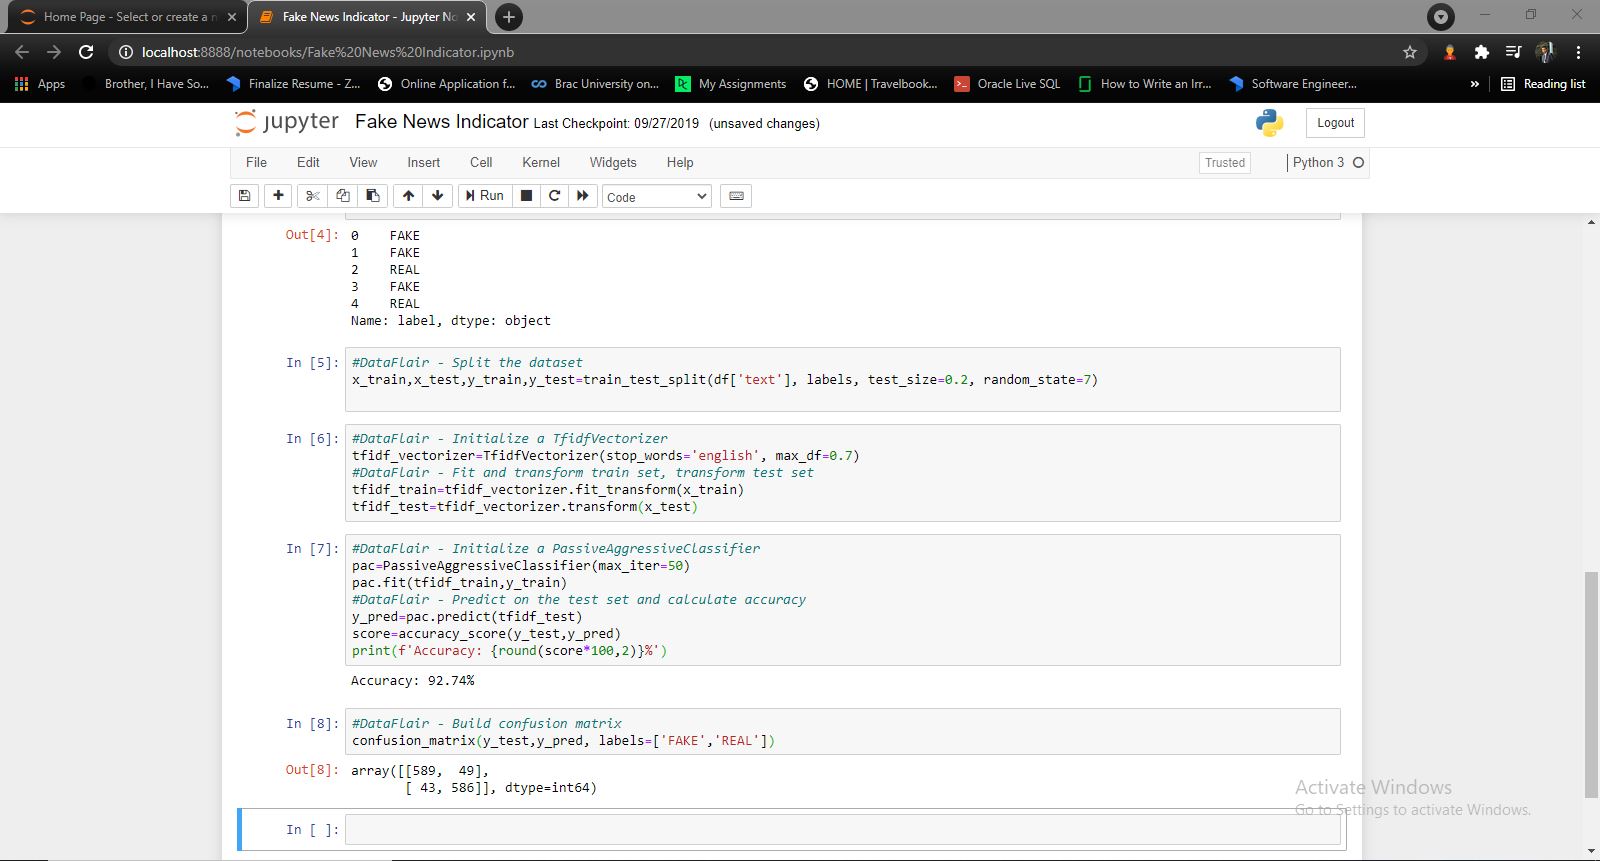 Home Page - Select or create a n
Fake News Indicator - Jupyter No
localhost:8888/notebooks/Fake%20News%20Indicator.ipynb
Apps
Brother, I Have So...
Finalize Resume - Z...
Online Application f...
Brac University on...
My Assignments
HOME | Travelbook...
Oracle Live SQL
How to Write an Irr...
Software Engineer...
»
Reading list
jupyter Fake News Indicator Last Checkpoint: 09/27/2019 (unsaved changes)
Logout
File Edit View Insert Cell Kernel Widgets Help
Trusted
Python 3
Run
Code
Out[4]: 0 FAKE
1 FAKE
2 REAL
3 FAKE
4 REAL
Name: label, dtype: object
In [5]: #DataFlair - Split the dataset
x_train,x_test,y_train,y_test=train_test_split(df['text'], labels, test_size=0.2, random_state=7)
In [6]: #DataFlair - Initialize a TfidfVectorizer
tfidf_vectorizer=TfidfVectorizer(stop_words='english', max_df=0.7)
#DataFlair - Fit and transform train set, transform test set
tfidf_train=tfidf_vectorizer.fit_transform(x_train)
tfidf_test=tfidf_vectorizer.transform(x_test)
In [7]: #DataFlair - Initialize a PassiveAggressiveClassifier
pac=PassiveAggressiveClassifier(max_iter=50)
pac.fit(tfidf_train,y_train)
#DataFlair - Predict on the test set and calculate accuracy
y_pred=pac.predict(tfidf_test)
score=accuracy_score(y_test,y_pred)
print(f'Accuracy: {round(score*100,2)}%')
Accuracy: 92.74%
In [8]: #DataFlair - Build confusion matrix
confusion_matrix(y_test,y_pred, labels=['FAKE','REAL'])
Out[8]: array([[589, 49],
[ 43, 586]], dtype=int64)
Activate Windows
Go to Settings to activate Windows.
In [ ]: